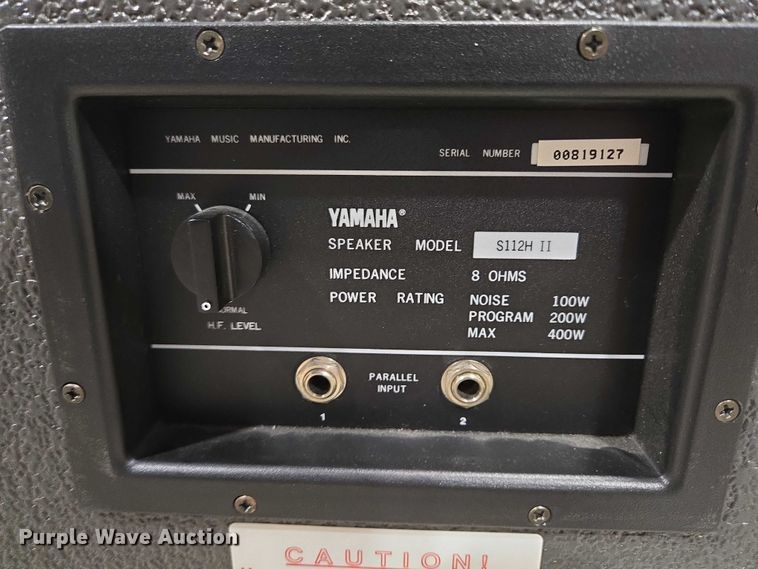 YAMAHA MUSIC MANUFACTURING INC.
SERIAL NUMBER 00819127
MAX MIN
YAMAHA®
SPEAKER MODEL S112H II
IMPEDANCE 8 OHMS
POWER RATING NOISE 100W
PROGRAM 200W
MAX 400W
H.F. LEVEL
PARALLEL
INPUT
1 2
Purple Wave Auction
CAUTION!